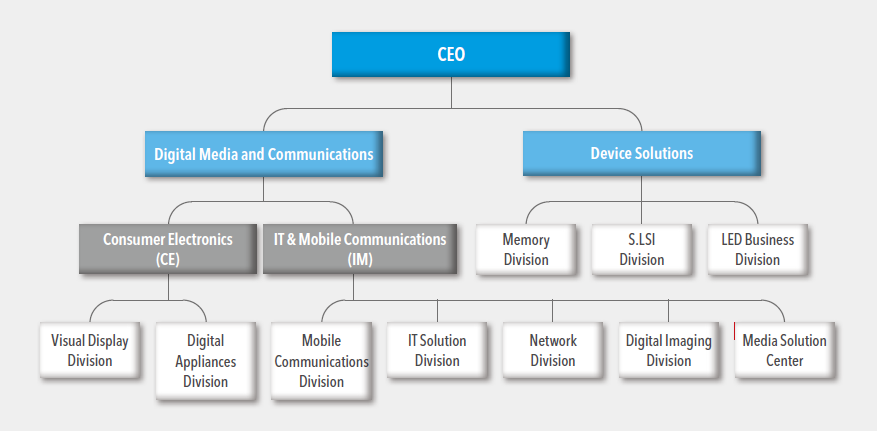 CEO
Digital Media and Communications
Device Solutions
Consumer Electronics
(CE)
IT & Mobile Communications
(IM)
Memory
Division
S.LSI
Division
LED Business
Division
Visual Display
Division
Digital
Appliances
Division
Mobile
Communications
Division
IT Solution
Division
Network
Division
Digital Imaging
Division
Media Solution
Center